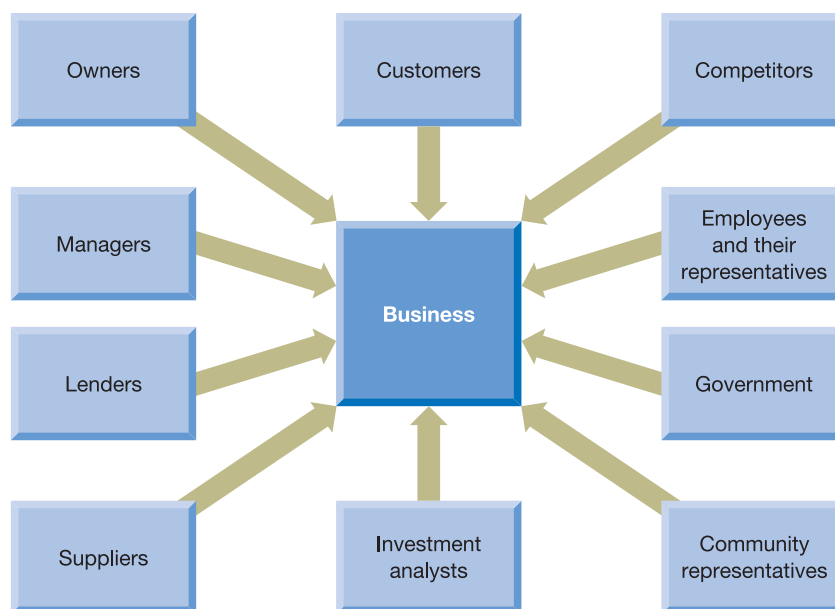 Owners
Customers
Competitors
Managers
Employees
and their
representatives
Business
Lenders
Government
Suppliers
Investment
analysts
Community
representatives